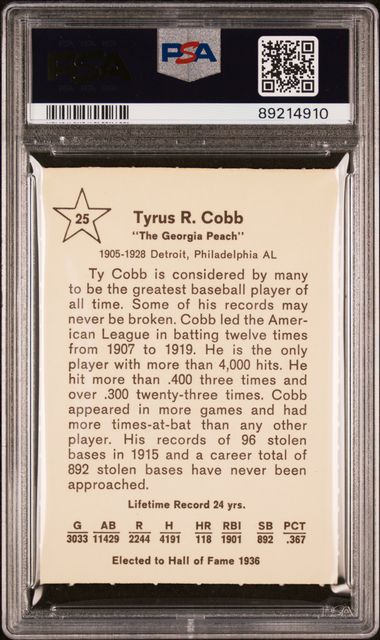 PSA
PSA
89214910
25
Tyrus R. Cobb
"The Georgia Peach"
1905-1928 Detroit, Philadelphia AL
Ty Cobb is considered by many
to be the greatest baseball player of
all time. Some of his records may
never be broken. Cobb led the Amer-
ican League in batting twelve times
from 1907 to 1919. He is the only
player with more than 4,000 hits. He
hit more than .400 three times and
over .300 twenty-three times. Cobb
appeared in more games and had
more times-at-bat than any other
player. His records of 96 stolen
bases in 1915 and a career total of
892 stolen bases have never been
approached.
Lifetime Record 24 yrs.
G AB R H HR RBI SB PCT
3033 11429 2244 4191 118 1901 892 .367
Elected to Hall of Fame 1936